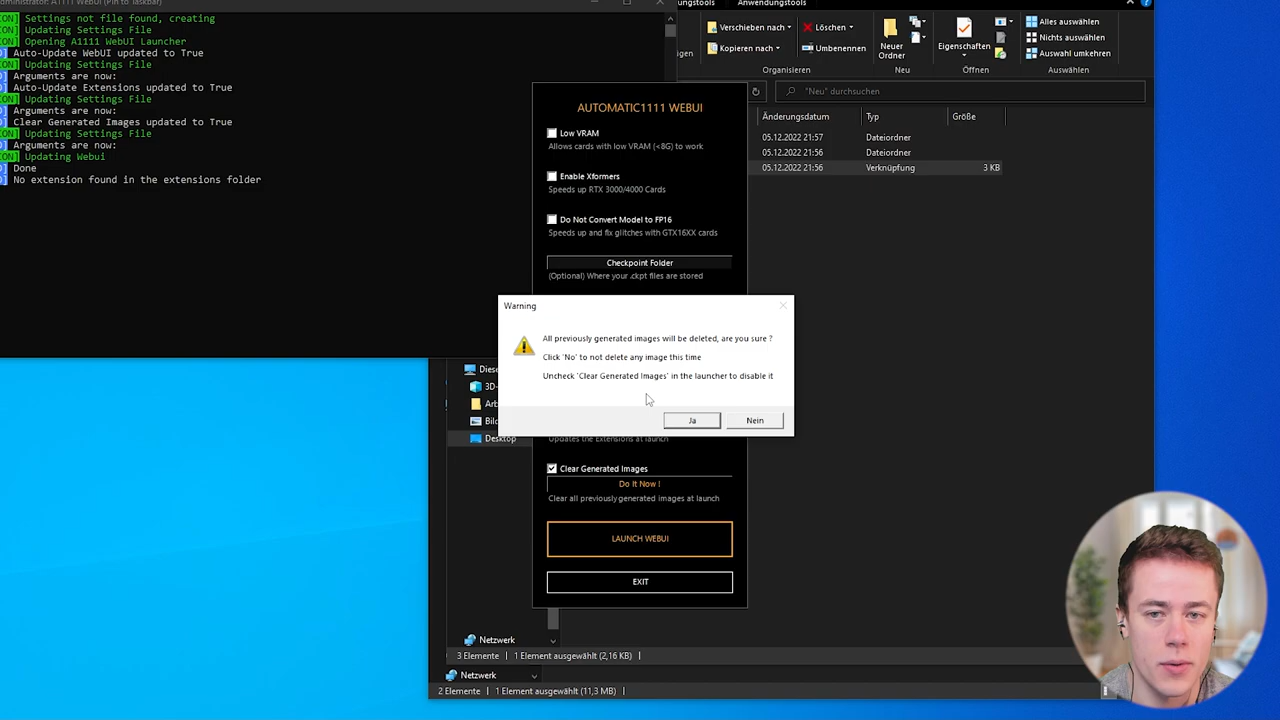 Administrator: A1111 WebUI (Pin to Taskbar)
Settings not file found, creating
Updating Settings File
Opening A1111 WebUI Launcher
Auto-Update WebUI updated to True
Updating Settings File
Arguments are now:
Auto-Update Extensions updated to True
Updating Settings File
Arguments are now:
Clear Generated Images updated to True
Updating Settings File
Arguments are now:
Updating Webui
Done
No extension found in the extensions folder
Anwendungstools
Verschieben nach
Kopieren nach
Löschen
Umbenennen
Organisieren
Neuer
Ordner
Neu
Eigenschaften
Öffnen
Alles auswählen
Nichts auswählen
Auswahl umkehren
Auswählen
"Neu" durchsuchen
Änderungsdatum Typ Größe
05.12.2022 21:57 Dateiordner
05.12.2022 21:56 Dateiordner
05.12.2022 21:56 Verknüpfung 3 KB
AUTOMATIC1111 WEBUI
Low VRAM
Allows cards with low VRAM (<8G) to work
Enable Xformers
Speeds up RTX 3000/4000 Cards
Do Not Convert Model to FP16
Speeds up and fix glitches with GTX16XX cards
Checkpoint Folder
(Optional) Where your .ckpt files are stored
Warning
All previously generated images will be deleted, are you sure ?
Click 'No' to not delete any image this time
Uncheck 'Clear Generated Images' in the launcher to disable it
Ja Nein
Updates the Extensions at launch
Clear Generated Images
Do It Now !
Clear all previously generated images at launch
LAUNCH WEBUI
EXIT
Diese
3D-
Arb
Bild
Desktop
Netzwerk
3 Elemente 1 Element ausgewählt (2,16 KB)
Netzwerk
2 Elemente 1 Element ausgewählt (11,3 MB)